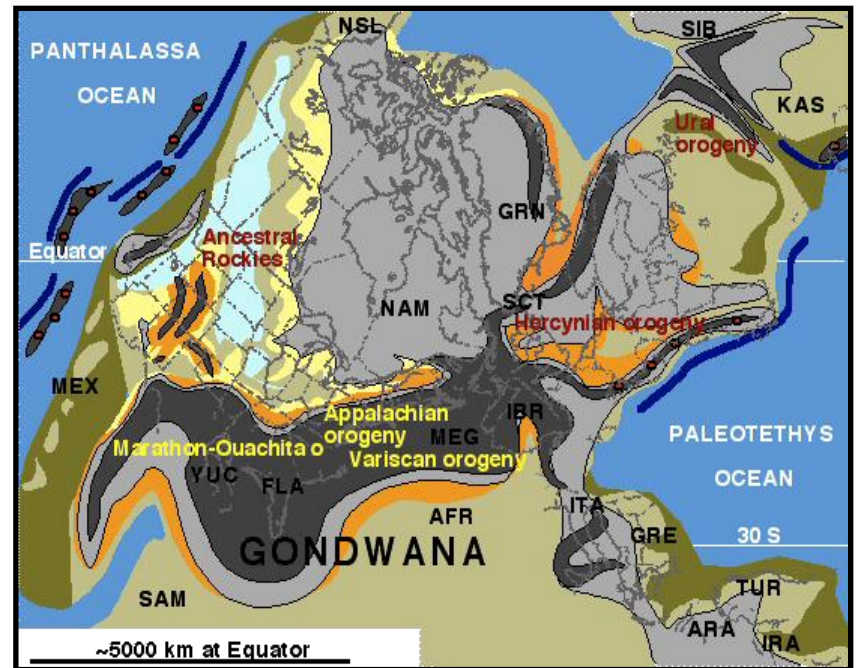 NSL
SIB
PANTHALASSA
OCEAN
KAS
Ural
orogeny
GRN
Equator
Ancestral
Rockies
NAM
SCT
Hercynian orogeny
MEX
Appalachian
orogeny
IBR
MEG
Marathon-Ouachita o
Variscan orogeny
YUC
FLA
PALEOTETHYS
OCEAN
ITA
AFR
GRE
30 S
GONDWANA
TUR
SAM
ARA
IRA
~5000 km at Equator